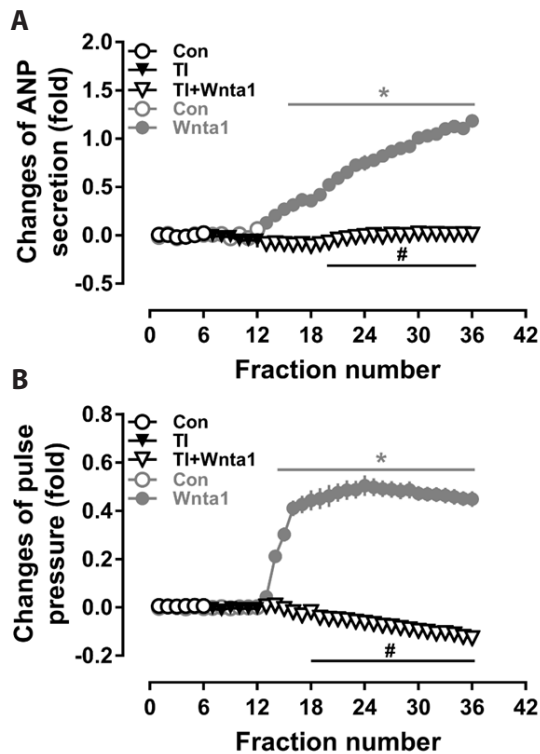 A
Changes of ANP
secretion (fold)
2.0
1.5
1.0
0.5
0.0
-0.5
Con
TI
TI+Wnta1
Con
Wnta1
*
#
0 6 12 18 24 30 36 42
Fraction number
B
Changes of pulse
pressure (fold)
0.8
0.6
0.4
0.2
0.0
-0.2
Con
TI
TI+Wnta1
Con
Wnta1
*
#
0 6 12 18 24 30 36 42
Fraction number